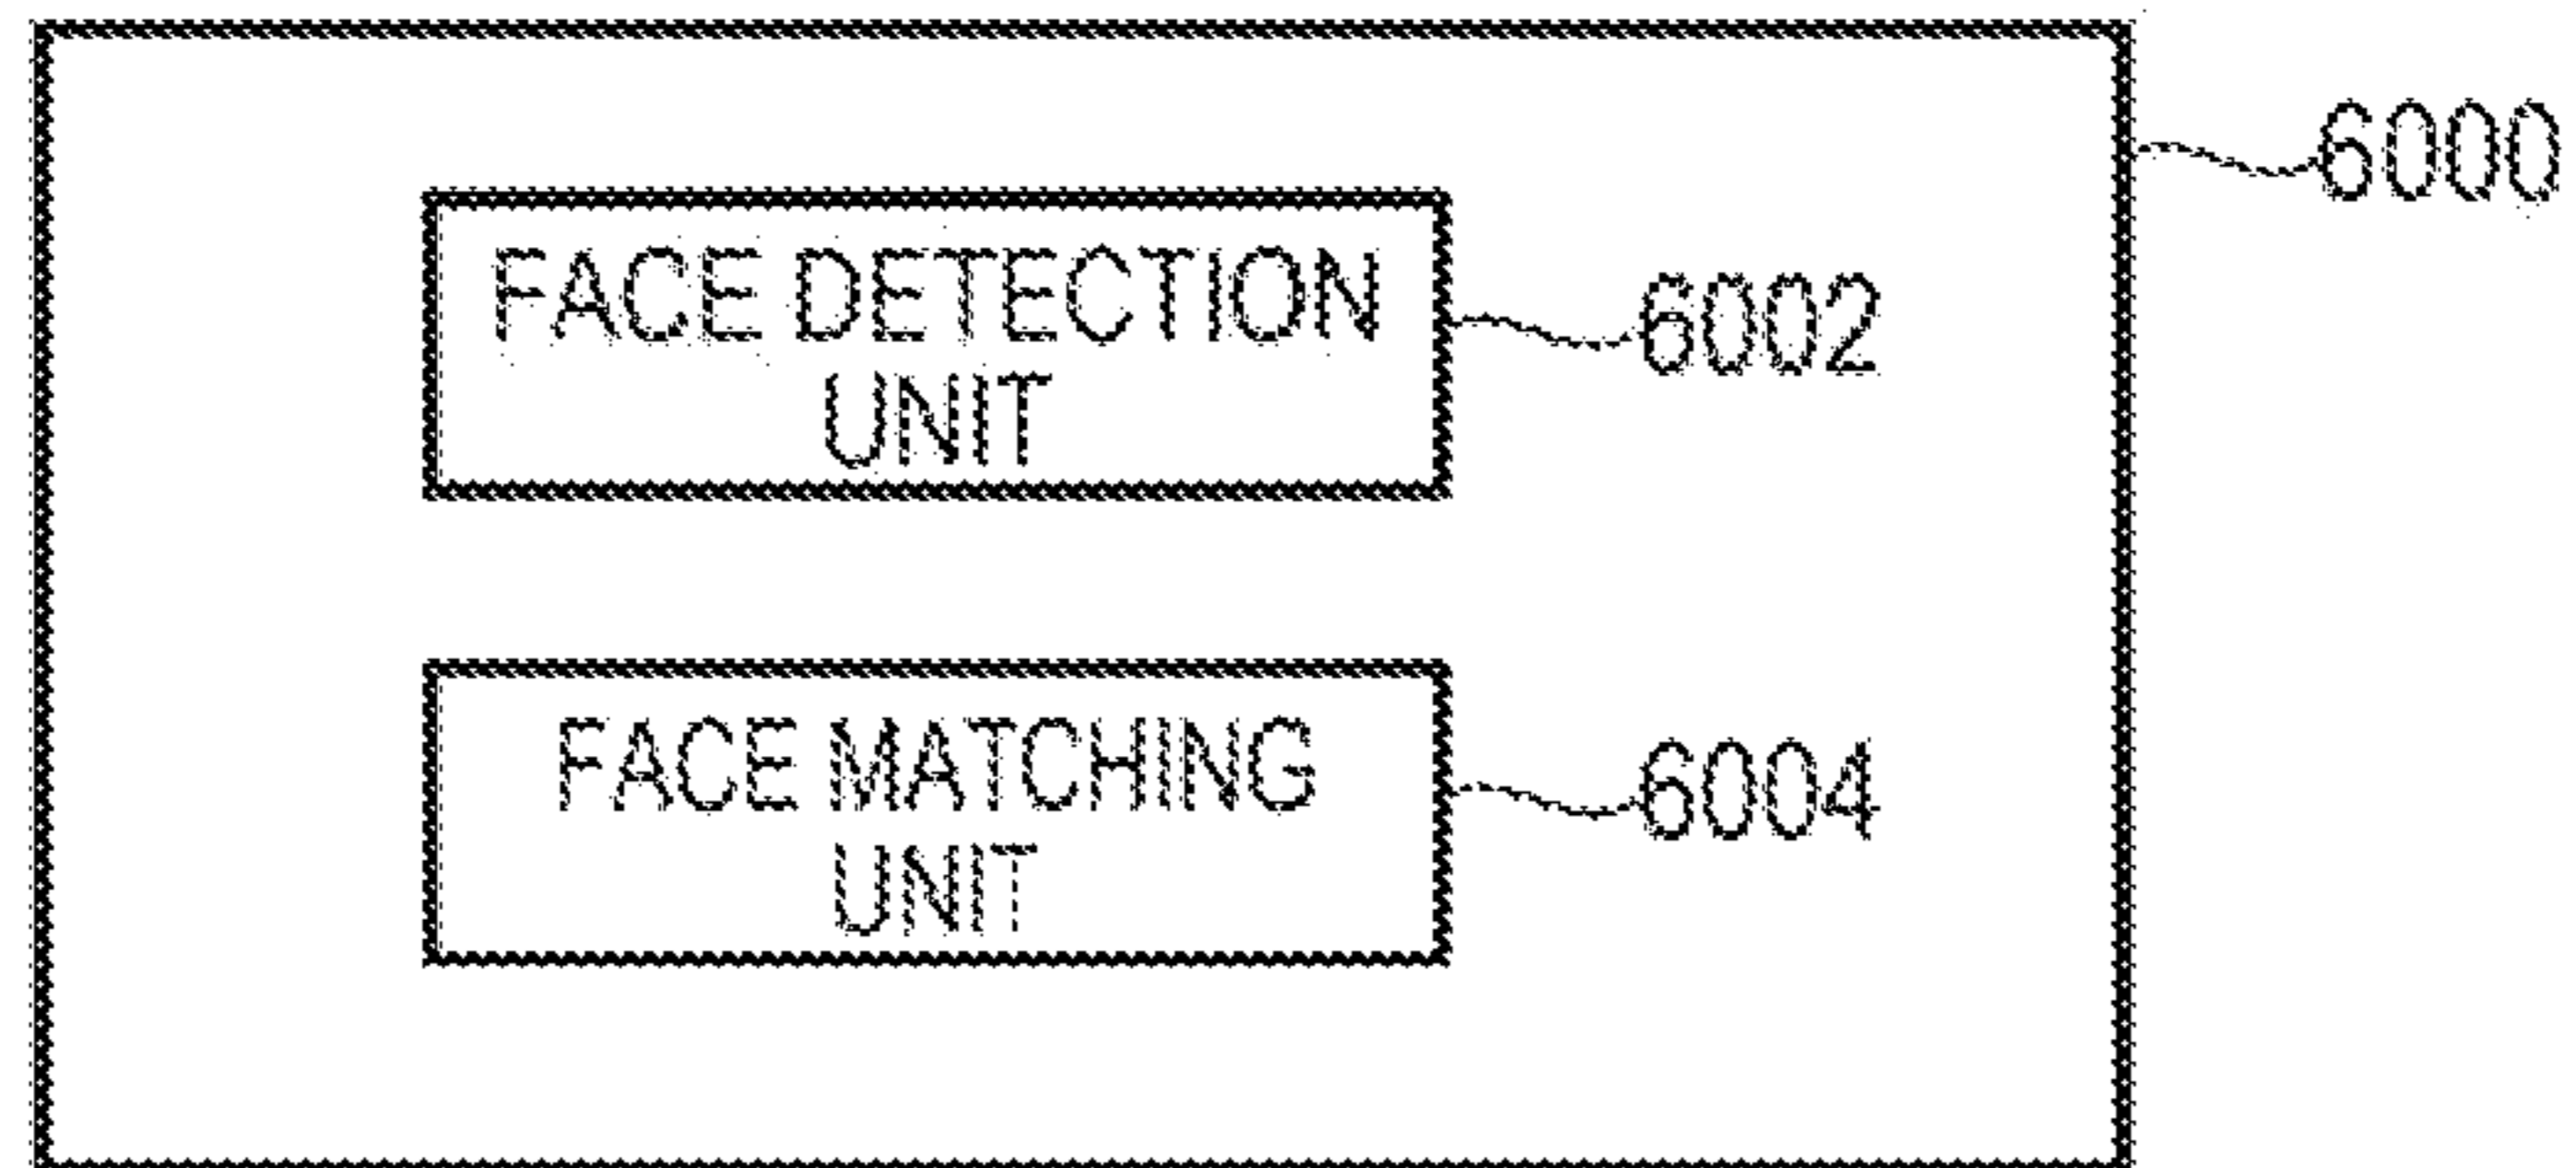 6000
FACE DETECTION
UNIT
6002
FACE MATCHING
UNIT
6004